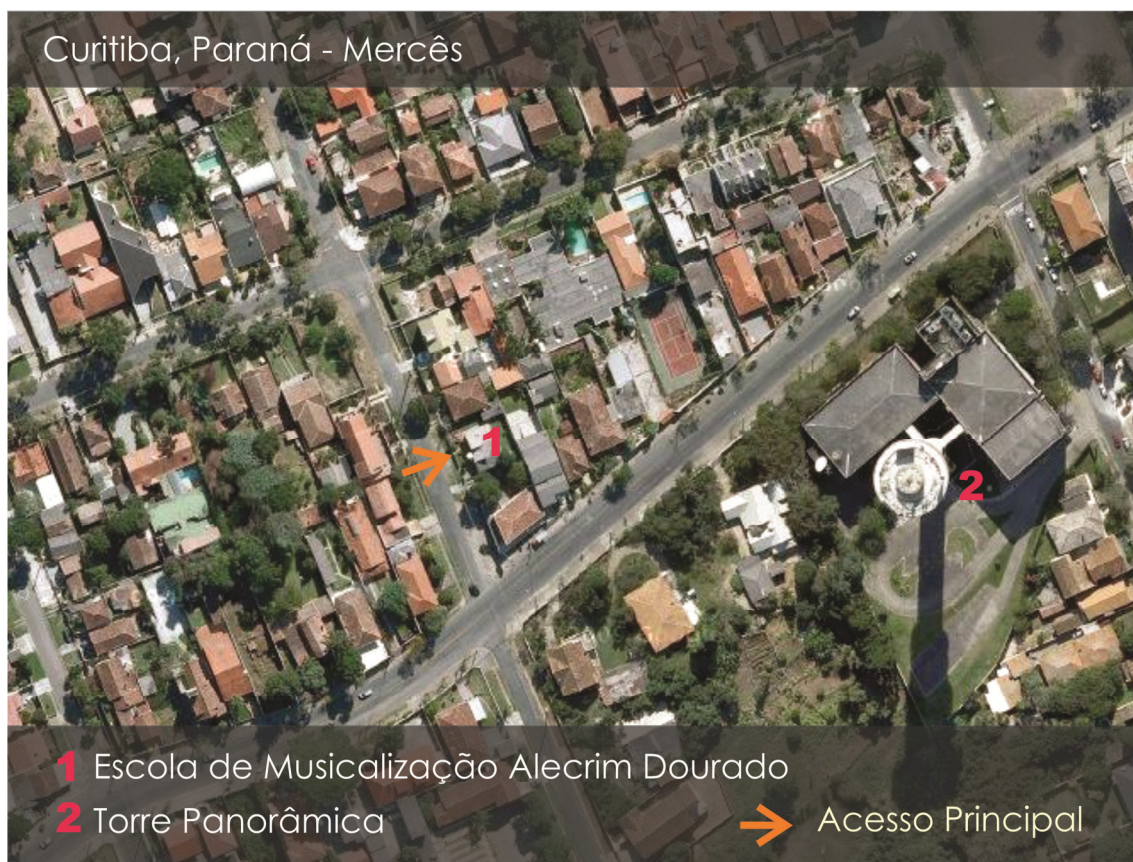 Curitiba, Paraná - Mercês
1
2
1 Escola de Musicalização Alecrim Dourado
2 Torre Panorâmica
Acesso Principal